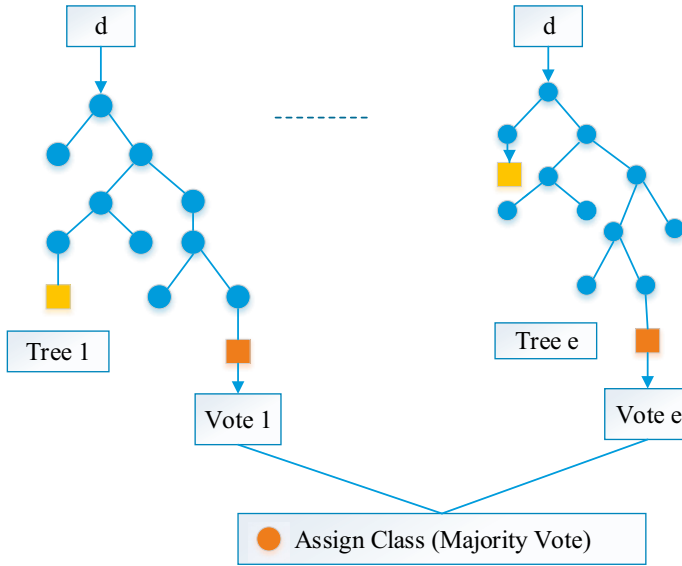 d
d
Tree 1
Tree e
Vote 1
Vote e
Assign Class (Majority Vote)